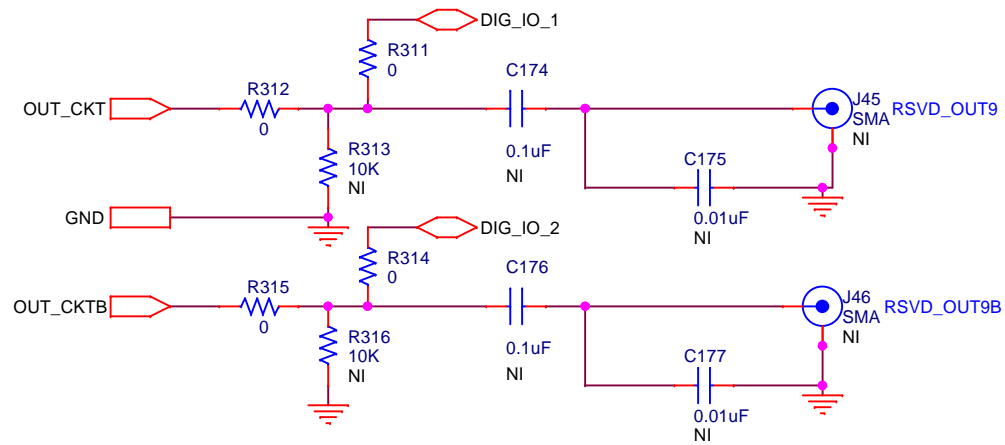 DIG_IO_1
R311
0
C174
R312
OUT_CKT
0
J45
SMA
NI
RSVD_OUT9
R313
10K
NI
0.1uF
NI
C175
GND
0.01uF
NI
DIG_IO_2
R314
0
C176
R315
OUT_CKTB
0
J46
SMA
NI
RSVD_OUT9B
R316
10K
NI
0.1uF
NI
C177
0.01uF
NI